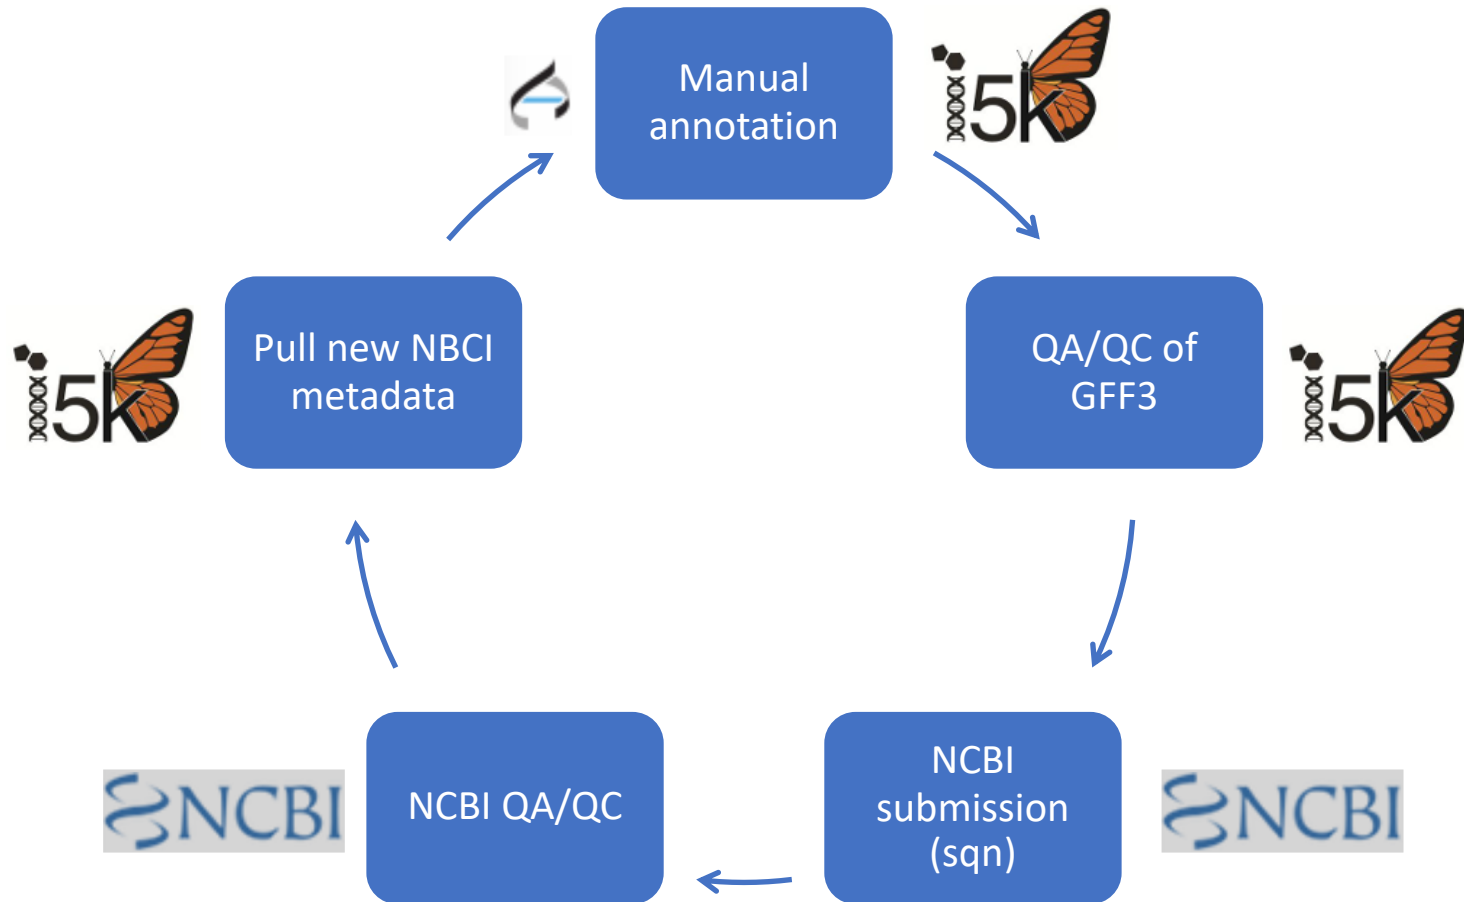 Manual
annotation
i5k
QA/QC of
GFF3
i5k
NCBI
submission
(sqn)
NCBI
NCBI QA/QC
NCBI
Pull new NBCI
metadata
i5k